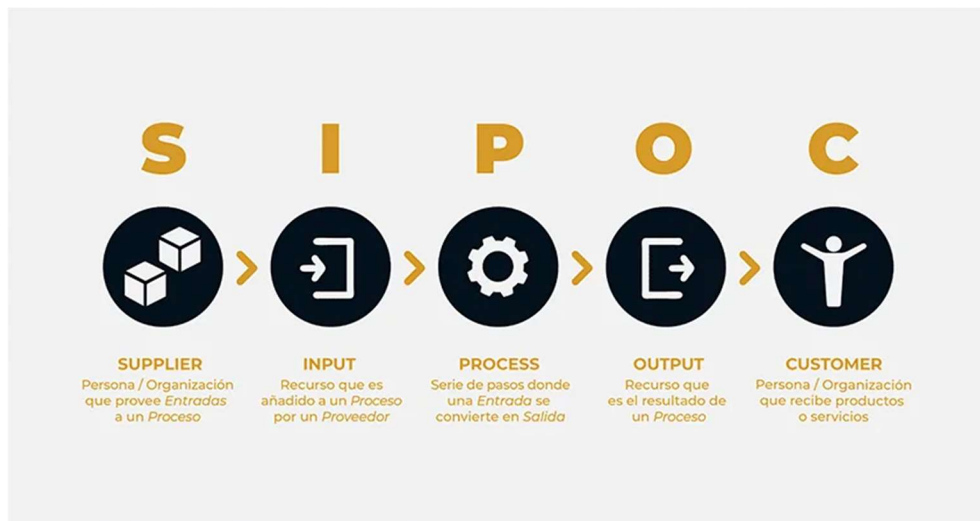 S I P O C
SUPPLIER
Persona / Organización
que provee Entradas
a un Proceso
INPUT
Recurso que es
añadido a un Proceso
por un Proveedor
PROCESS
Serie de pasos donde
una Entrada se
convierte en Salida
OUTPUT
Recurso que
es el resultado de
un Proceso
CUSTOMER
Persona / Organización
que recibe productos
o servicios